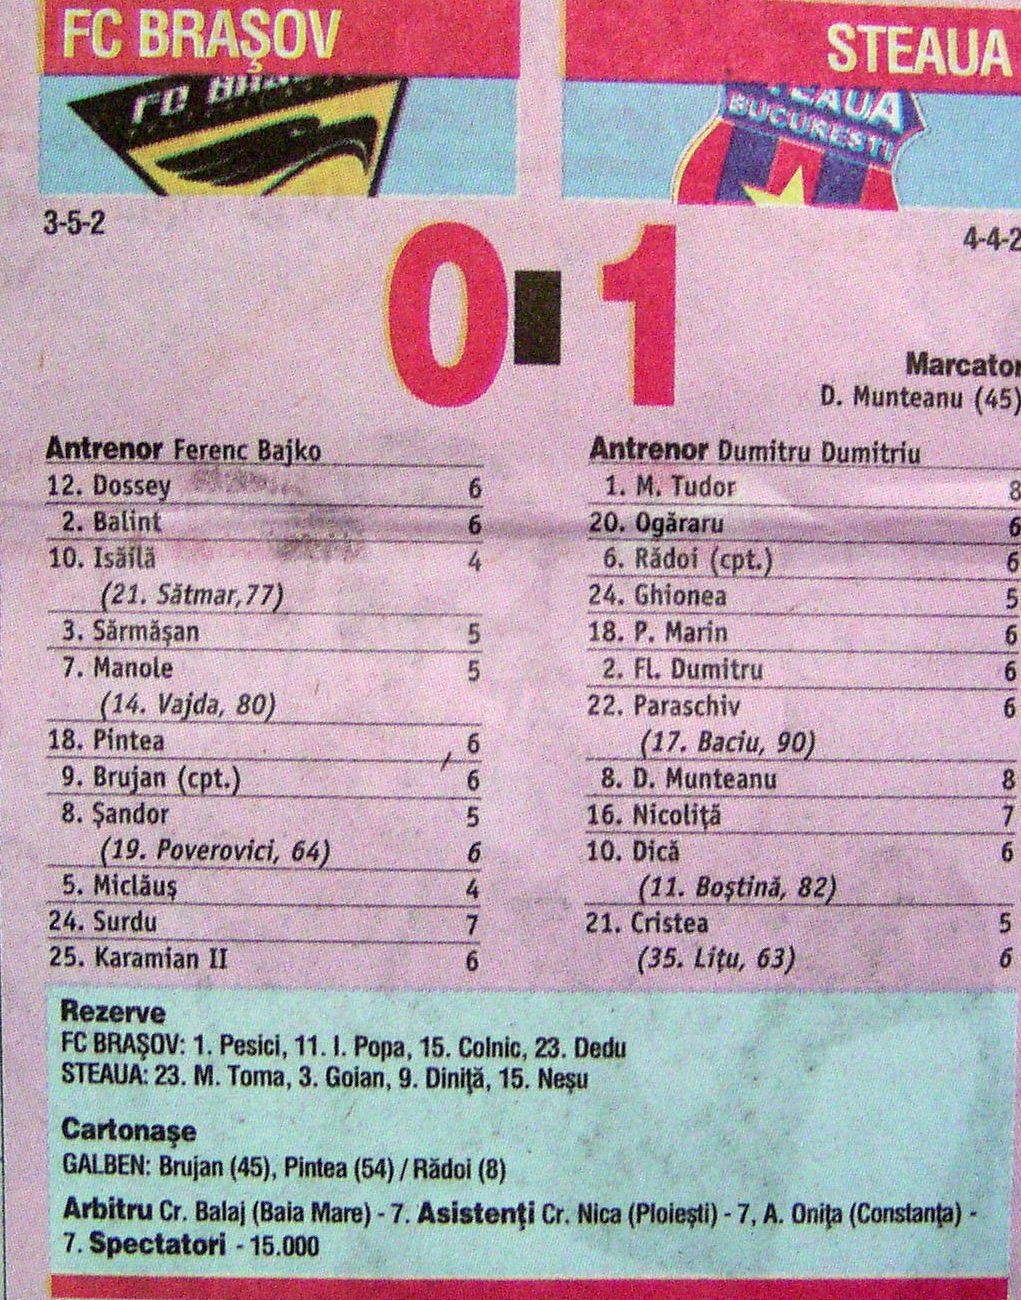 FC BRAŞOV
STEAUA
FC
TEAUA
BUCUREŞTI
3-5-2
4-4-2
0-1
Marcator
D. Munteanu (45)
Antrenor Ferenc Bajko
12. Dossey 6
2. Balint 6
10. Isăilă 4
(21. Sătmar,77)
3. Sărmăşan 5
7. Manole 5
(14. Vajda, 80)
18. Pintea 6
9. Brujan (cpt.) 6
8. Şandor 5
(19. Poverovici, 64) 6
5. Miclăuş 4
24. Surdu 7
25. Karamian II 6
Antrenor Dumitru Dumitriu
1. M. Tudor 8
20. Ogăraru 6
6. Rădoi (cpt.) 6
24. Ghionea 5
18. P. Marin 6
2. Fl. Dumitru 6
22. Paraschiv 6
(17. Baciu, 90)
8. D. Munteanu 8
16. Nicoliţă 7
10. Dică 6
(11. Boştină, 82)
21. Cristea 5
(35. Liţu, 63) 6
Rezerve
FC BRAŞOV: 1. Pesici, 11. I. Popa, 15. Colnic, 23. Dedu
STEAUA: 23. M. Toma, 3. Goian, 9. Diniţă, 15. Neşu
Cartonaşe
GALBEN: Brujan (45), Pintea (54) / Rădoi (8)
Arbitru Cr. Balaj (Baia Mare) - 7. Asistenţi Cr. Nica (Ploieşti) - 7, A. Oniţa (Constanţa) -
7. Spectatori - 15.000